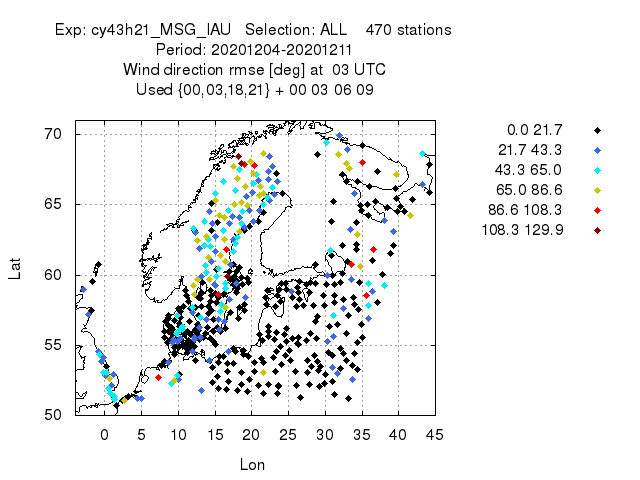 Exp: cy43h21_MSG_IAU Selection: ALL 470 stations
Period: 20201204-20201211
Wind direction rmse [deg] at 03 UTC
Used {00,03,18,21} + 00 03 06 09
70
65
60
55
50
Lat
0 5 10 15 20 25 30 35 40 45
Lon
0.0 21.7
21.7 43.3
43.3 65.0
65.0 86.6
86.6 108.3
108.3 129.9